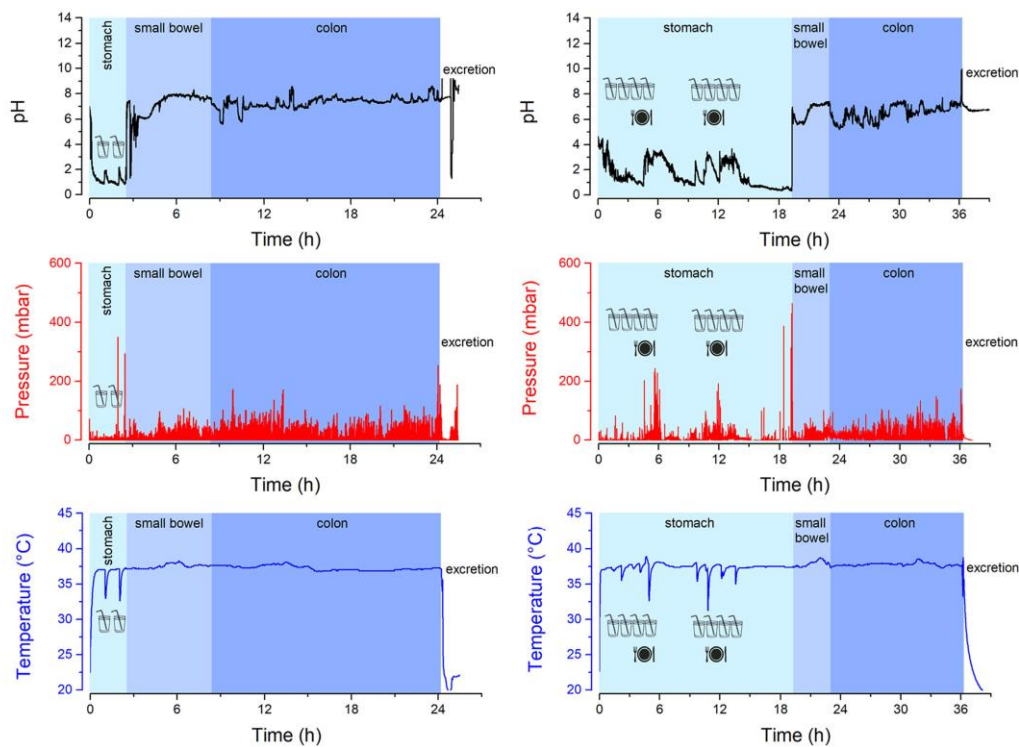 14
12
10
8
6
4
2
0
pH
stomach
small bowel
colon
excretion
0
6
12
18
24
Time (h)
14
12
10
8
6
4
2
0
pH
stomach
small
bowel
colon
excretion
0
6
12
18
24
30
36
Time (h)
600
400
200
0
Pressure (mbar)
stomach
small bowel
colon
excretion
0
6
12
18
24
Time (h)
600
400
200
0
Pressure (mbar)
stomach
small
bowel
colon
excretion
0
6
12
18
24
30
36
Time (h)
45
40
35
30
25
20
Temperature (°C)
stomach
small bowel
colon
excretion
0
6
12
18
24
Time (h)
45
40
35
30
25
20
Temperature (°C)
stomach
small
bowel
colon
excretion
0
6
12
18
24
30
36
Time (h)